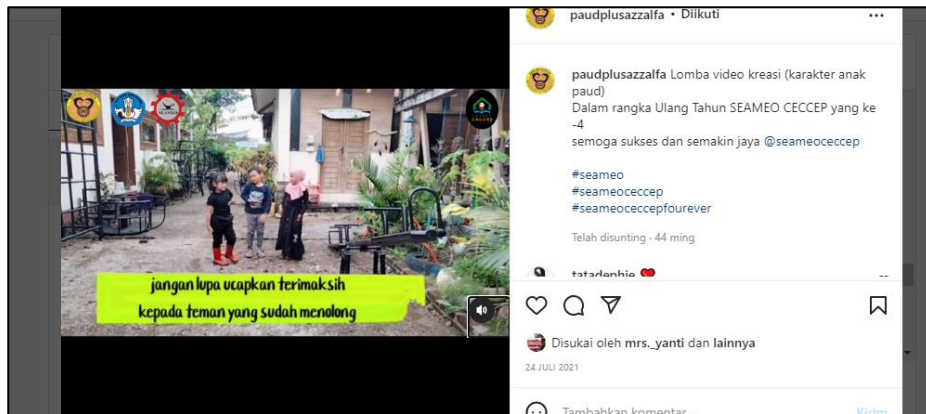 paudplusazzalfa • Diikuti
paudplusazzalfa Lomba video kreasi (karakter anak
paud)
Dalam rangka Ulang Tahun SEAMEO CECCEP yang ke
-4
semoga sukses dan semakin jaya @seameoceccep
#seameo
#seameoceccep
#seameoceccepfourever
Telah disunting · 44 ming
tatadephie ❤
jangan lupa ucapkan terimaksih
kepada teman yang sudah menolong
Disukai oleh mrs._yanti dan lainnya
24 JULI 2021
Tambahkan komentar...
Kirim